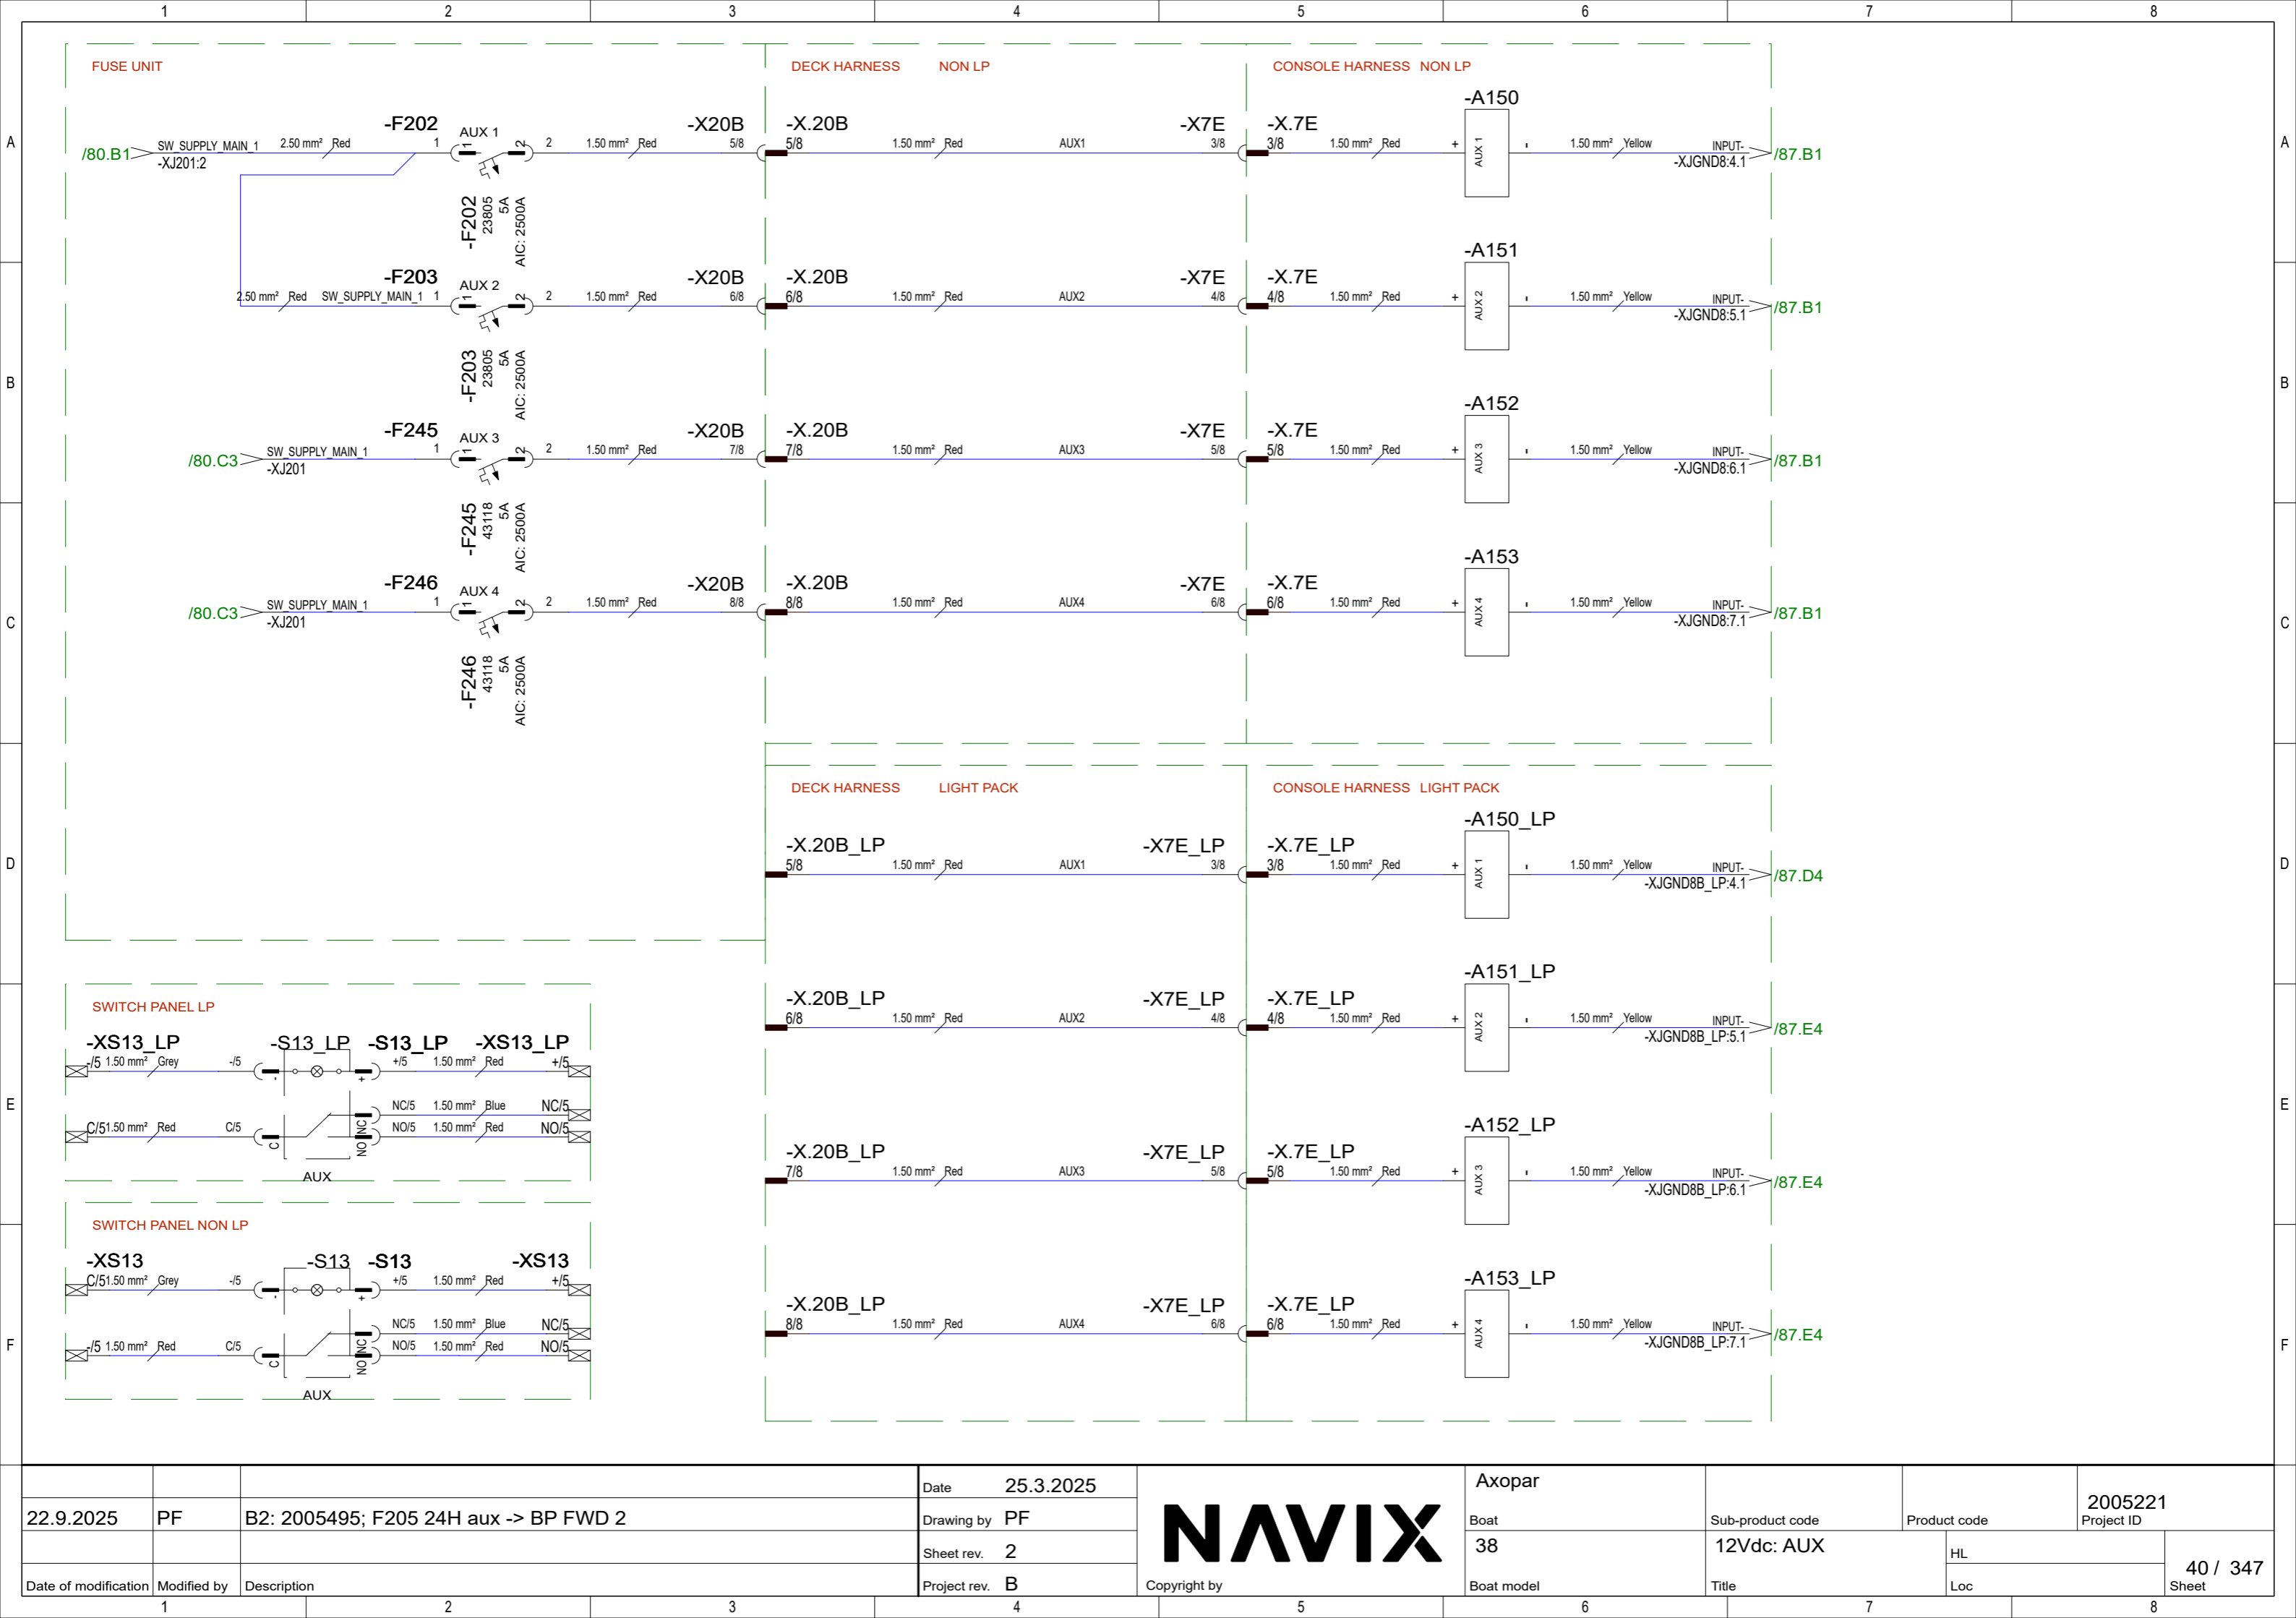 1 2 3 4 5 6 7 8
FUSE UNIT
DECK HARNESS NON LP
CONSOLE HARNESS NON LP
A A
/80.B1 SW_SUPPLY_MAIN_1 -XJ201:2 2.50 mm² Red
-F202 1 AUX 1 1 2 2 1.50 mm² Red
-X20B 5/8 -X.20B 5/8 1.50 mm² Red AUX1
-X7E 3/8 -X.7E 3/8 1.50 mm² Red
-A150 + AUX 1 - 1.50 mm² Yellow INPUT- -XJGND8:4.1 /87.B1
-F202
23805
5A
AIC: 2500A
2.50 mm² Red SW_SUPPLY_MAIN_1
-F203 1 AUX 2 1 2 2 1.50 mm² Red
-X20B 6/8 -X.20B 6/8 1.50 mm² Red AUX2
-X7E 4/8 -X.7E 4/8 1.50 mm² Red
-A151 + AUX 2 - 1.50 mm² Yellow INPUT- -XJGND8:5.1 /87.B1
-F203
23805
5A
AIC: 2500A
B B
/80.C3 SW_SUPPLY_MAIN_1 -XJ201
-F245 1 AUX 3 1 2 2 1.50 mm² Red
-X20B 7/8 -X.20B 7/8 1.50 mm² Red AUX3
-X7E 5/8 -X.7E 5/8 1.50 mm² Red
-A152 + AUX 3 - 1.50 mm² Yellow INPUT- -XJGND8:6.1 /87.B1
-F245
43118
5A
AIC: 2500A
C C
/80.C3 SW_SUPPLY_MAIN_1 -XJ201
-F246 1 AUX 4 1 2 2 1.50 mm² Red
-X20B 8/8 -X.20B 8/8 1.50 mm² Red AUX4
-X7E 6/8 -X.7E 6/8 1.50 mm² Red
-A153 + AUX 4 - 1.50 mm² Yellow INPUT- -XJGND8:7.1 /87.B1
-F246
43118
5A
AIC: 2500A
DECK HARNESS LIGHT PACK
CONSOLE HARNESS LIGHT PACK
D D
-X.20B_LP 5/8 1.50 mm² Red AUX1
-X7E_LP 3/8 -X.7E_LP 3/8 1.50 mm² Red
-A150_LP + AUX 1 - 1.50 mm² Yellow INPUT- -XJGND8B_LP:4.1 /87.D4
-X.20B_LP 6/8 1.50 mm² Red AUX2
-X7E_LP 4/8 -X.7E_LP 4/8 1.50 mm² Red
-A151_LP + AUX 2 - 1.50 mm² Yellow INPUT- -XJGND8B_LP:5.1 /87.E4
E E
-X.20B_LP 7/8 1.50 mm² Red AUX3
-X7E_LP 5/8 -X.7E_LP 5/8 1.50 mm² Red
-A152_LP + AUX 3 - 1.50 mm² Yellow INPUT- -XJGND8B_LP:6.1 /87.E4
-X.20B_LP 8/8 1.50 mm² Red AUX4
-X7E_LP 6/8 -X.7E_LP 6/8 1.50 mm² Red
-A153_LP + AUX 4 - 1.50 mm² Yellow INPUT- -XJGND8B_LP:7.1 /87.E4
SWITCH PANEL LP
-XS13_LP -S13_LP -S13_LP -XS13_LP
-/5 1.50 mm² Grey -/5 - + +/5 1.50 mm² Red +/5
NC/5 1.50 mm² Blue NC/5
C/5 1.50 mm² Red C/5 C NO NC NO/5 1.50 mm² Red NO/5
AUX
SWITCH PANEL NON LP
-XS13 -S13 -S13 -XS13
C/5 1.50 mm² Grey -/5 - + +/5 1.50 mm² Red +/5
NC/5 1.50 mm² Blue NC/5
-/5 1.50 mm² Red C/5 C NO NC NO/5 1.50 mm² Red NO/5
AUX
F F
22.9.2025 PF B2: 2005495; F205 24H aux -> BP FWD 2
Date of modification Modified by Description
Date 25.3.2025
Drawing by PF
Sheet rev. 2
Project rev. B
NAVIX
Copyright by
Axopar
Boat
38
Boat model
Sub-product code
Product code
2005221
Project ID
12Vdc: AUX
Title
HL
Loc
40 / 347
Sheet
1 2 3 4 5 6 7 8